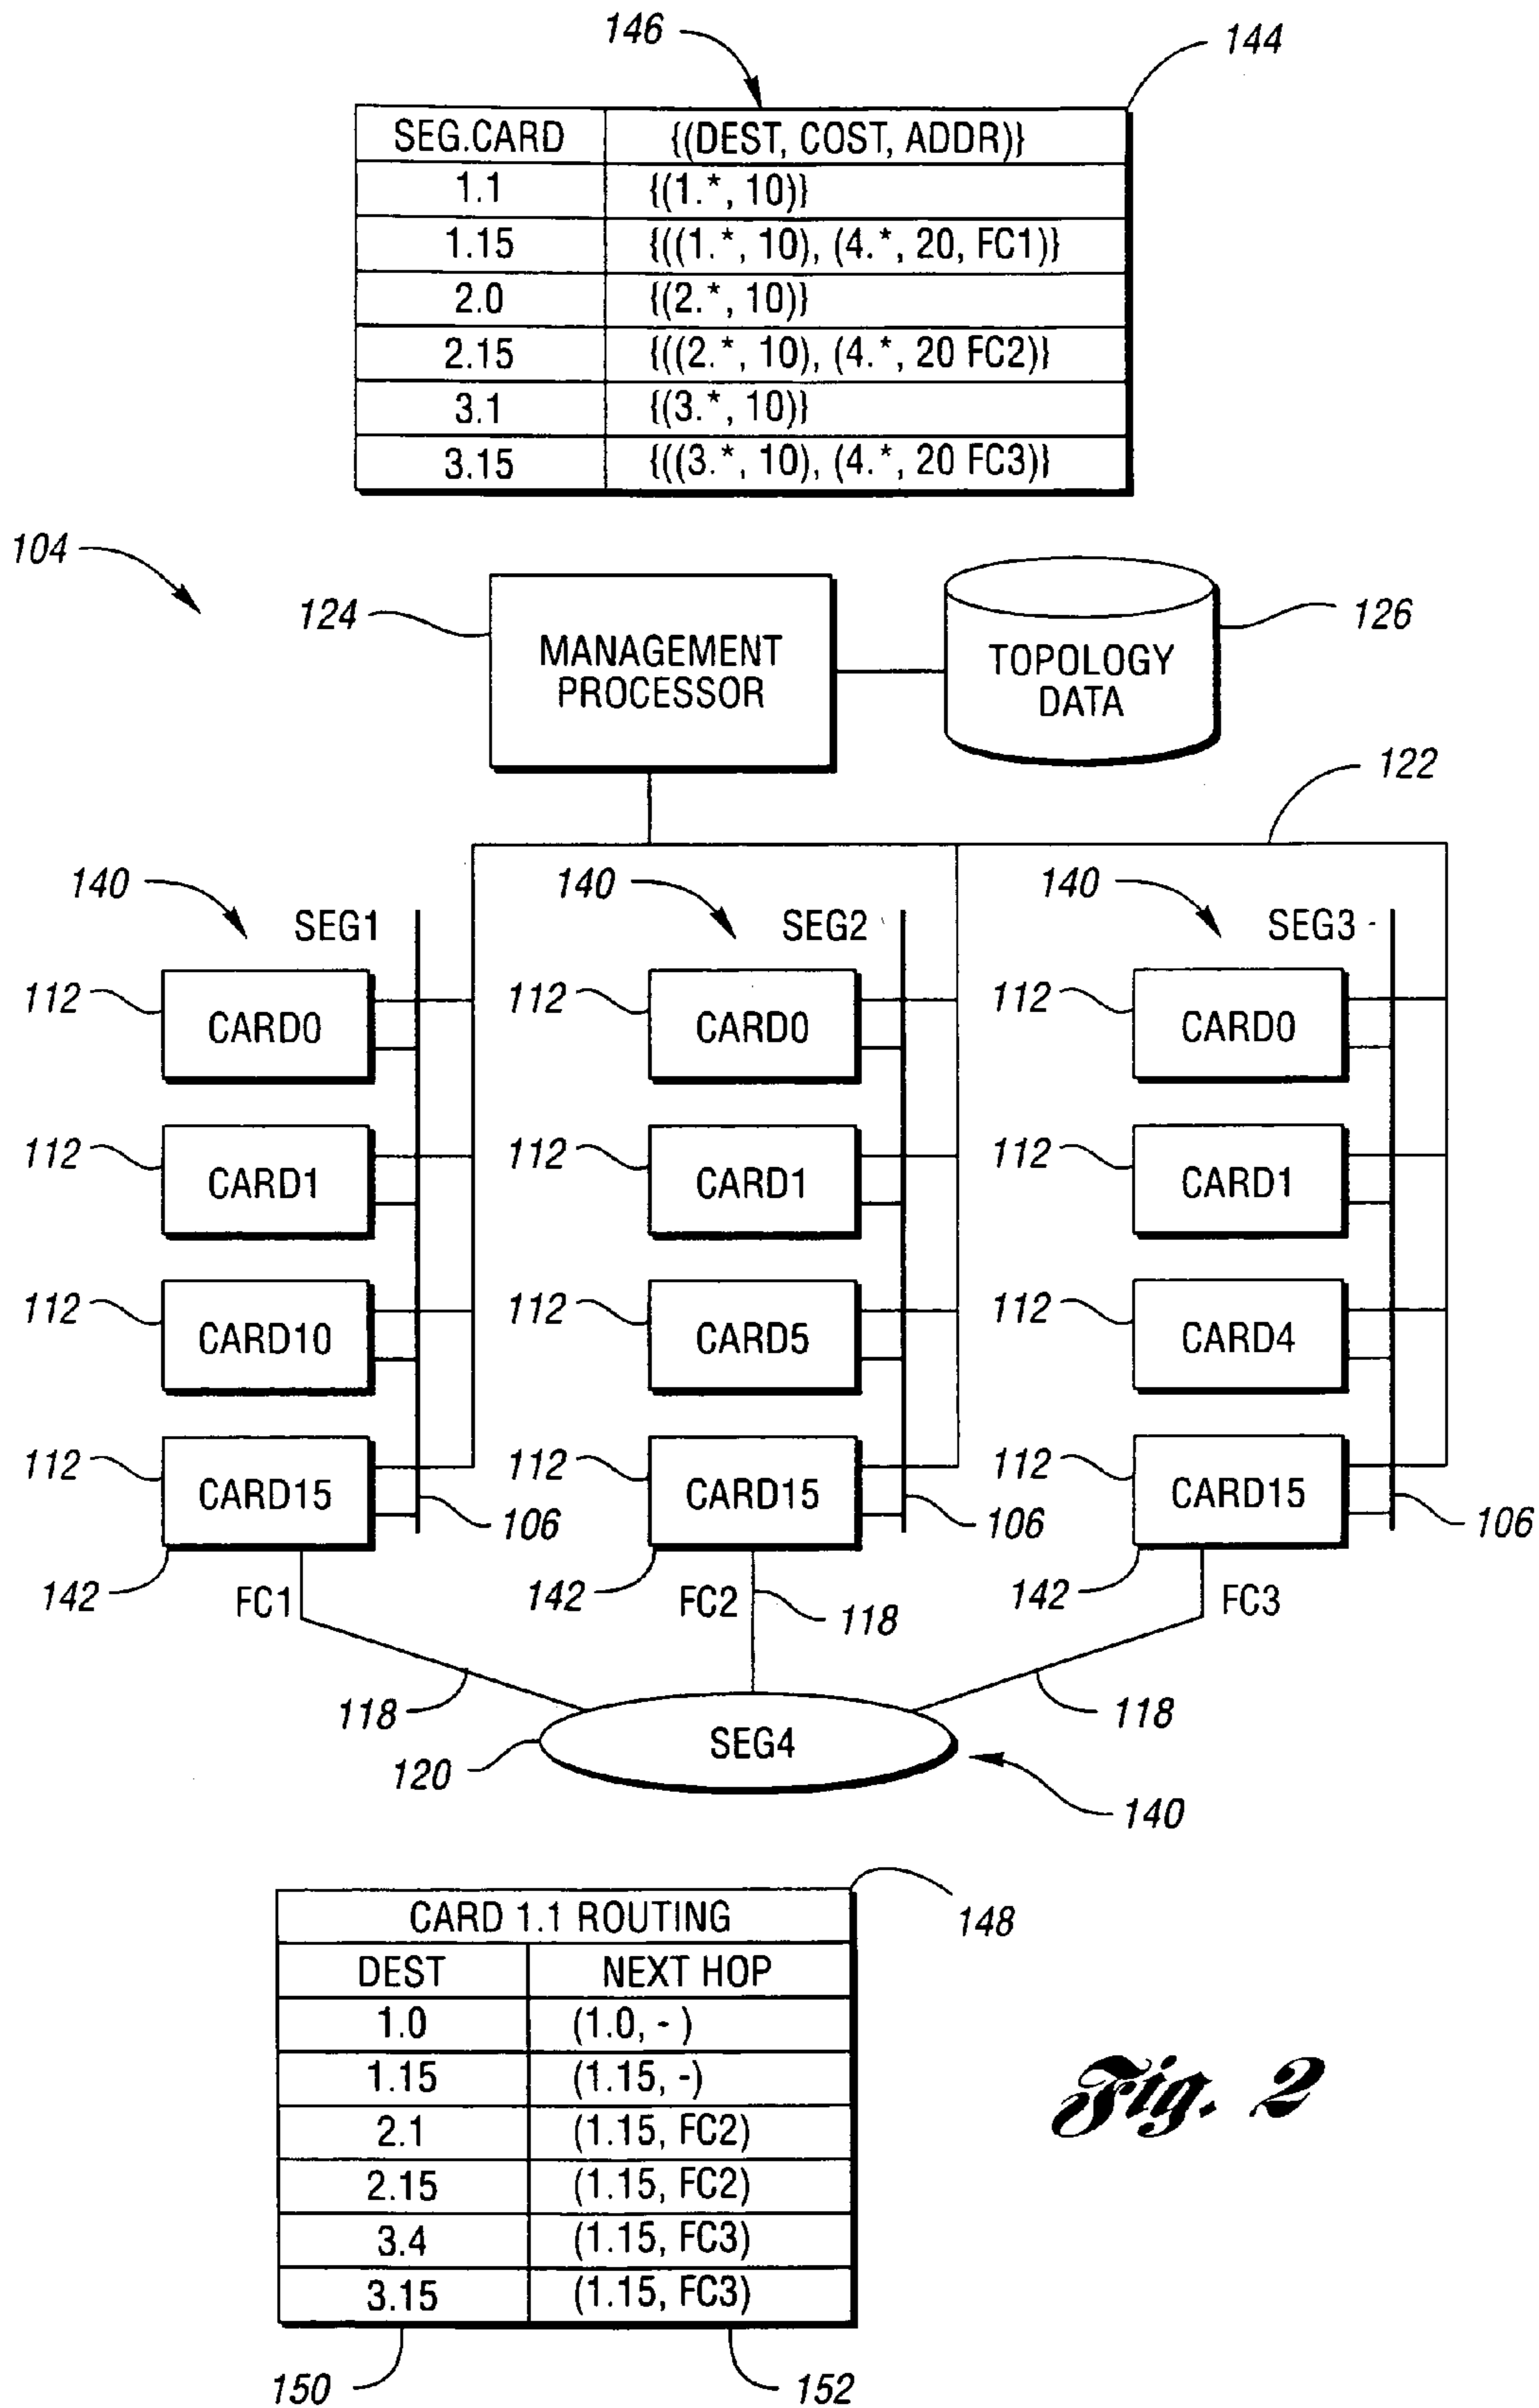 146
144
SEG.CARD {(DEST, COST, ADDR)}
1.1 {(1.*, 10)}
1.15 {((1.*, 10), (4.*, 20, FC1)}
2.0 {(2.*, 10)}
2.15 {((2.*, 10), (4.*, 20 FC2)}
3.1 {(3.*, 10)}
3.15 {((3.*, 10), (4.*, 20 FC3)}
104
124
MANAGEMENT
PROCESSOR
TOPOLOGY
DATA
126
122
140 SEG1 140 SEG2 140 SEG3
112 CARD0 112 CARD0 112 CARD0
112 CARD1 112 CARD1 112 CARD1
112 CARD10 112 CARD5 112 CARD4
112 CARD15 112 CARD15 112 CARD15
106 106 106
142 FC1 142 FC2 118 142 FC3
118 118
120 SEG4
140
148
CARD 1.1 ROUTING
DEST NEXT HOP
1.0 (1.0, - )
1.15 (1.15, -)
2.1 (1.15, FC2)
2.15 (1.15, FC2)
3.4 (1.15, FC3)
3.15 (1.15, FC3)
150 152
Fig. 2